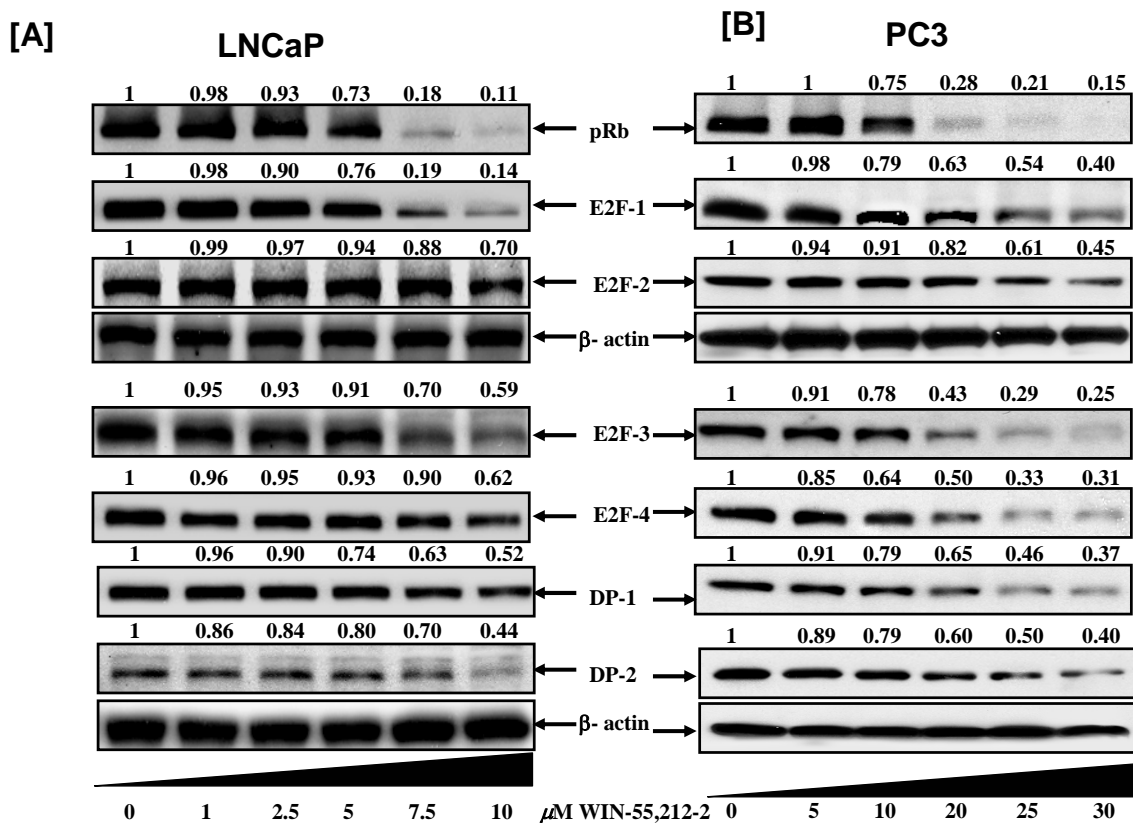 [A] LNCaP [B] PC3
1 0.98 0.93 0.73 0.18 0.11 1 1 0.75 0.28 0.21 0.15
pRb
1 0.98 0.90 0.76 0.19 0.14 1 0.98 0.79 0.63 0.54 0.40
E2F-1
1 0.99 0.97 0.94 0.88 0.70 1 0.94 0.91 0.82 0.61 0.45
E2F-2
β- actin
1 0.95 0.93 0.91 0.70 0.59 1 0.91 0.78 0.43 0.29 0.25
E2F-3
1 0.96 0.95 0.93 0.90 0.62 1 0.85 0.64 0.50 0.33 0.31
E2F-4
1 0.96 0.90 0.74 0.63 0.52 1 0.91 0.79 0.65 0.46 0.37
DP-1
1 0.86 0.84 0.80 0.70 0.44 1 0.89 0.79 0.60 0.50 0.40
DP-2
β- actin
0 1 2.5 5 7.5 10 μM WIN-55,212-2 0 5 10 20 25 30